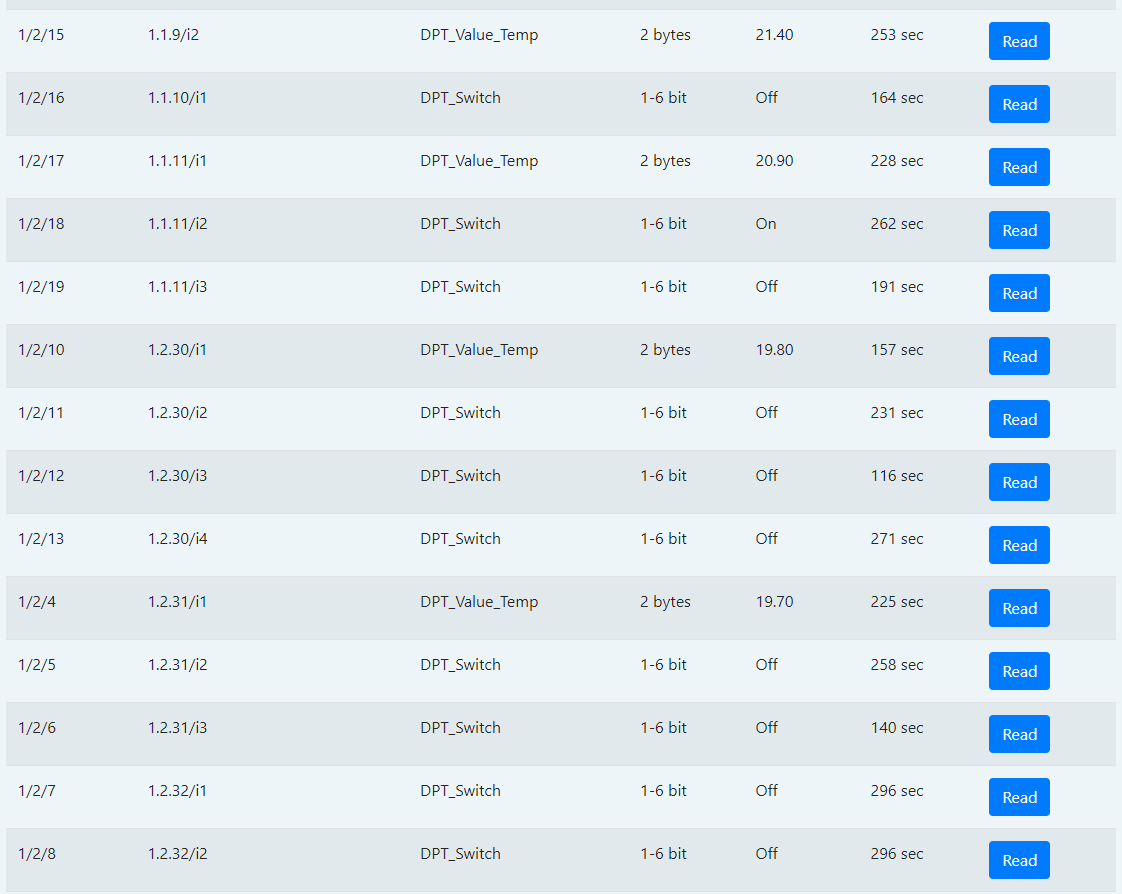 1/2/15 1.1.9/i2 DPT_Value_Temp 2 bytes 21.40 253 sec Read
1/2/16 1.1.10/i1 DPT_Switch 1-6 bit Off 164 sec Read
1/2/17 1.1.11/i1 DPT_Value_Temp 2 bytes 20.90 228 sec Read
1/2/18 1.1.11/i2 DPT_Switch 1-6 bit On 262 sec Read
1/2/19 1.1.11/i3 DPT_Switch 1-6 bit Off 191 sec Read
1/2/10 1.2.30/i1 DPT_Value_Temp 2 bytes 19.80 157 sec Read
1/2/11 1.2.30/i2 DPT_Switch 1-6 bit Off 231 sec Read
1/2/12 1.2.30/i3 DPT_Switch 1-6 bit Off 116 sec Read
1/2/13 1.2.30/i4 DPT_Switch 1-6 bit Off 271 sec Read
1/2/4 1.2.31/i1 DPT_Value_Temp 2 bytes 19.70 225 sec Read
1/2/5 1.2.31/i2 DPT_Switch 1-6 bit Off 258 sec Read
1/2/6 1.2.31/i3 DPT_Switch 1-6 bit Off 140 sec Read
1/2/7 1.2.32/i1 DPT_Switch 1-6 bit Off 296 sec Read
1/2/8 1.2.32/i2 DPT_Switch 1-6 bit Off 296 sec Read